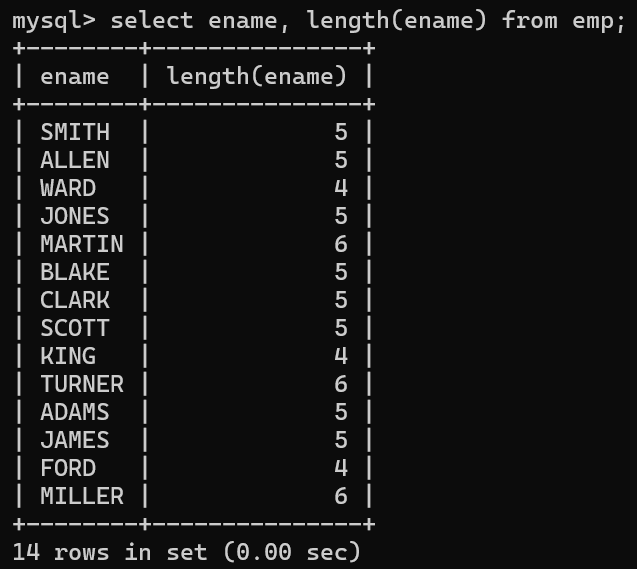 mysql> select ename, length(ename) from emp;
+--------+---------------+
| ename  | length(ename) |
+--------+---------------+
| SMITH  |             5 |
| ALLEN  |             5 |
| WARD   |             4 |
| JONES  |             5 |
| MARTIN |             6 |
| BLAKE  |             5 |
| CLARK  |             5 |
| SCOTT  |             5 |
| KING   |             4 |
| TURNER |             6 |
| ADAMS  |             5 |
| JAMES  |             5 |
| FORD   |             4 |
| MILLER |             6 |
+--------+---------------+
14 rows in set (0.00 sec)